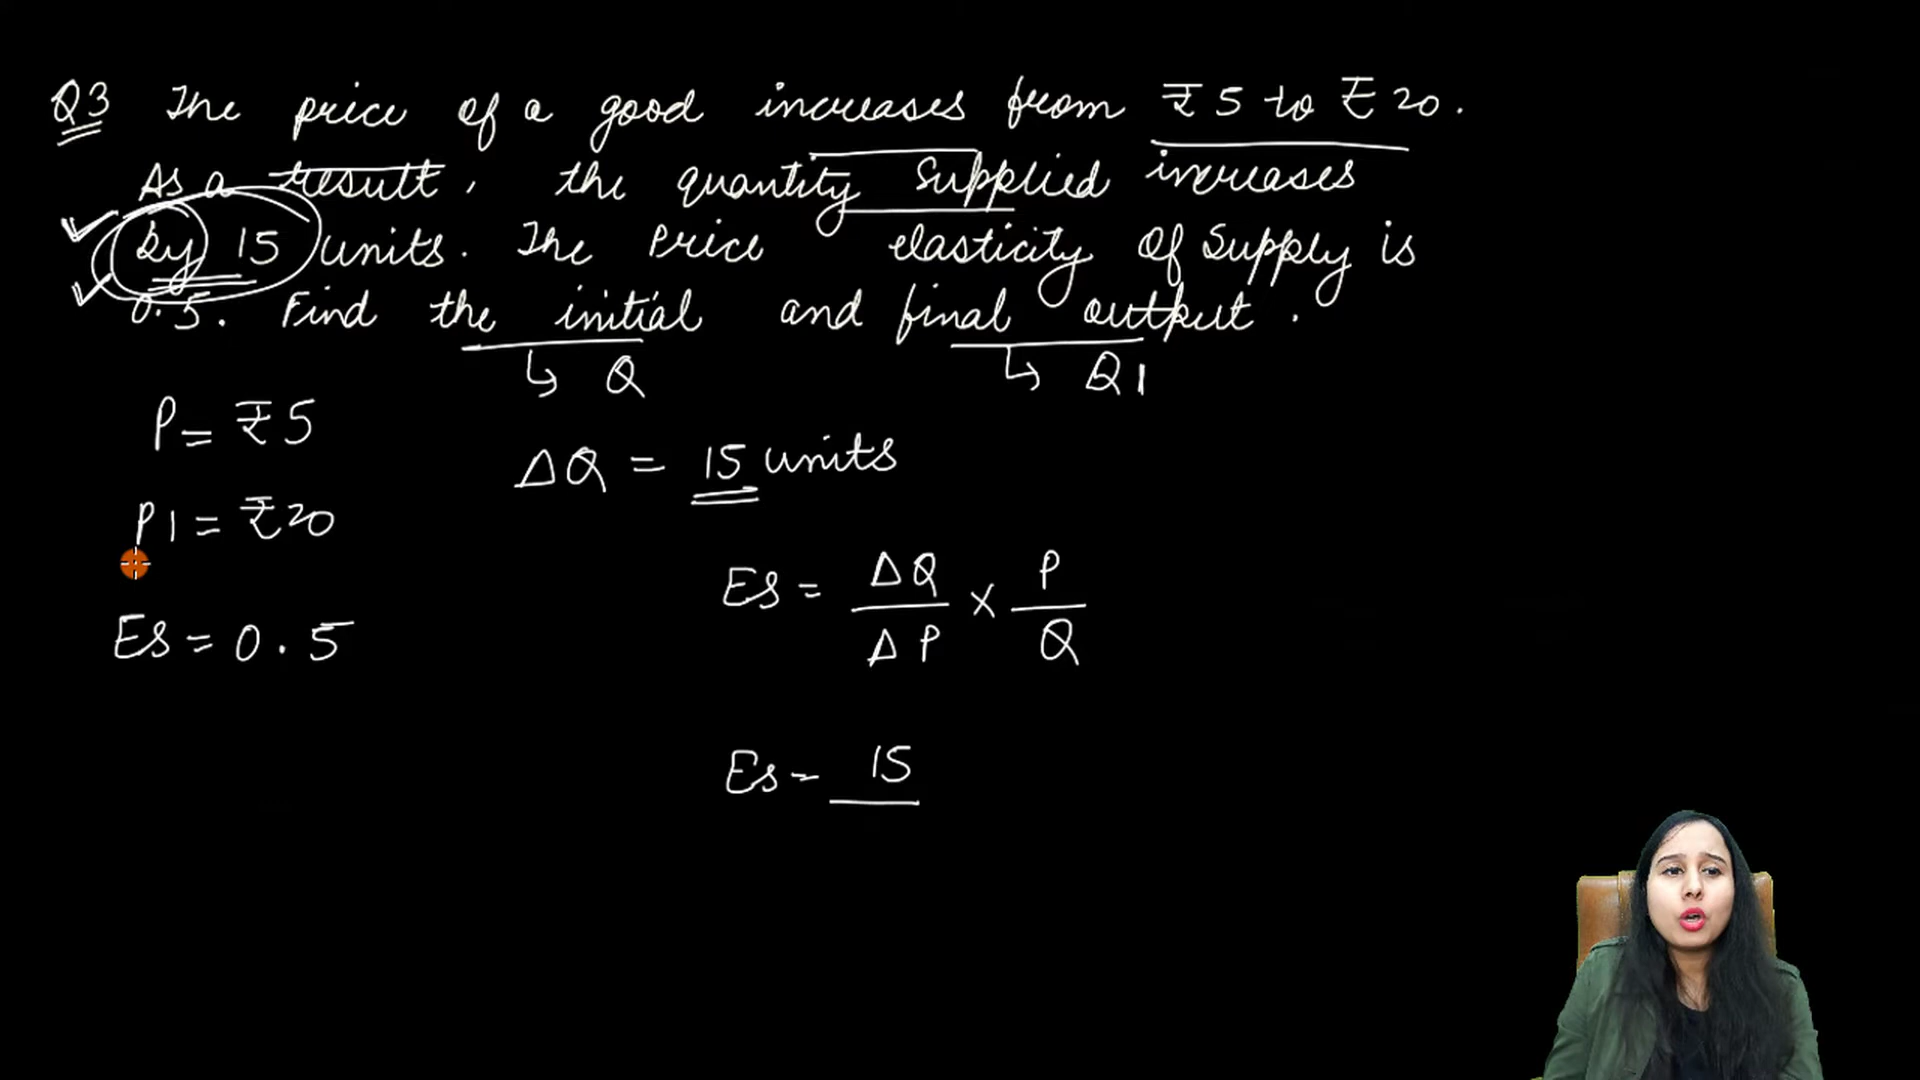 Q3 The price of a good increases from ₹5 to ₹20.
As a result, the quantity Supplied increases
by 15 units. The Price elasticity Of Supply is
0.5. Find the initial and final output.
↳ Q ↳ Q1
P = ₹5
ΔQ = 15 units
P1 = ₹20
Es = ΔQ / ΔP × P / Q
Es = 0.5
Es = 15